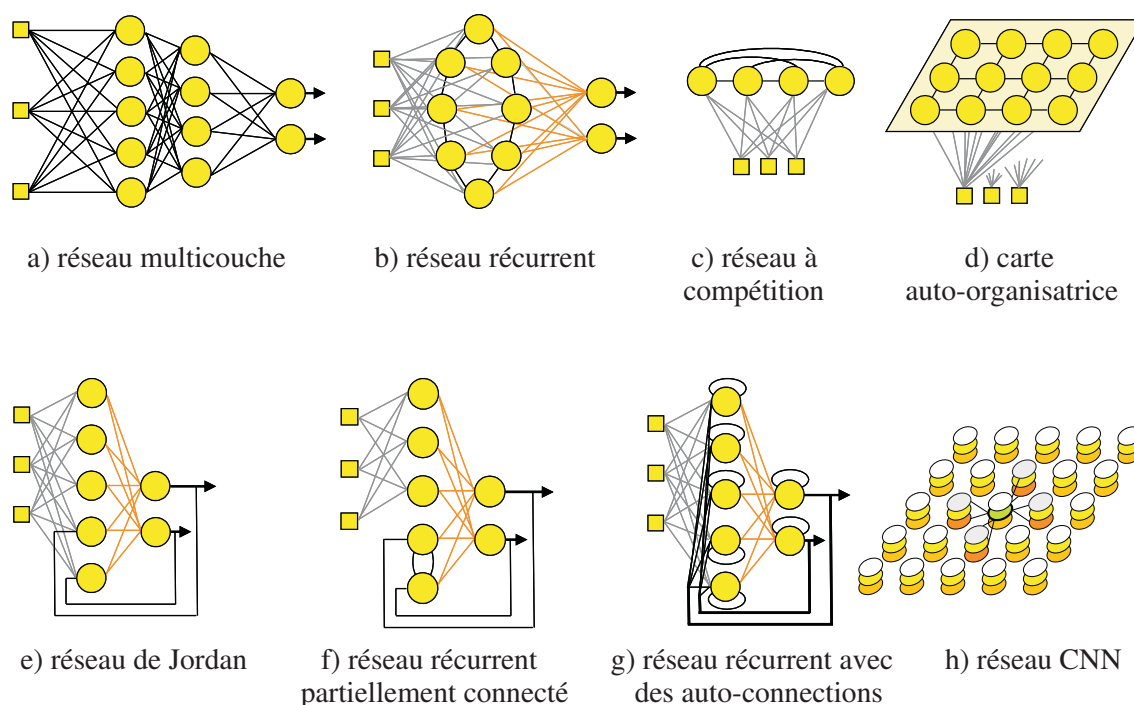 a) réseau multicouche
b) réseau récurrent
c) réseau à
compétition
d) carte
auto-organisatrice
e) réseau de Jordan
f) réseau récurrent
partiellement connecté
g) réseau récurrent avec
des auto-connections
h) réseau CNN